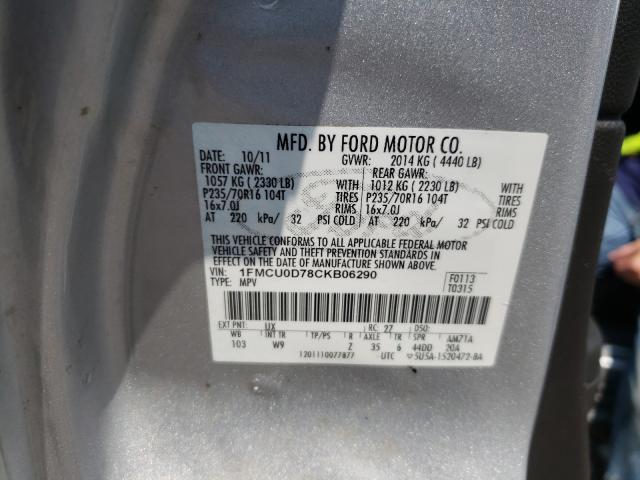 MFD. BY FORD MOTOR CO.
DATE: 10/11 GVWR: 2014 KG ( 4440 LB)
FRONT GAWR: REAR GAWR:
1057 KG ( 2330 LB) WITH 1012 KG ( 2230 LB) WITH
P235/70R16 104T TIRES P235/70R16 104T TIRES
16x7.0J RIMS 16x7.0J RIMS
AT 220 kPa/ 32 PSI COLD AT 220 kPa/ 32 PSI COLD
THIS VEHICLE CONFORMS TO ALL APPLICABLE FEDERAL MOTOR
VEHICLE SAFETY AND THEFT PREVENTION STANDARDS IN
EFFECT ON THE DATE OF MANUFACTURE SHOWN ABOVE.
VIN: 1FMCU0D78CKB06290 F0113
TYPE: MPV T0315
EXT PNT: UX RC: 27 DSO:
WB INT TR TP/PS R AXLE TR SPR AM71A
103 W9 2 35 6 44DD 20A
1201110077877 UTC 5U5A-1520472-BA